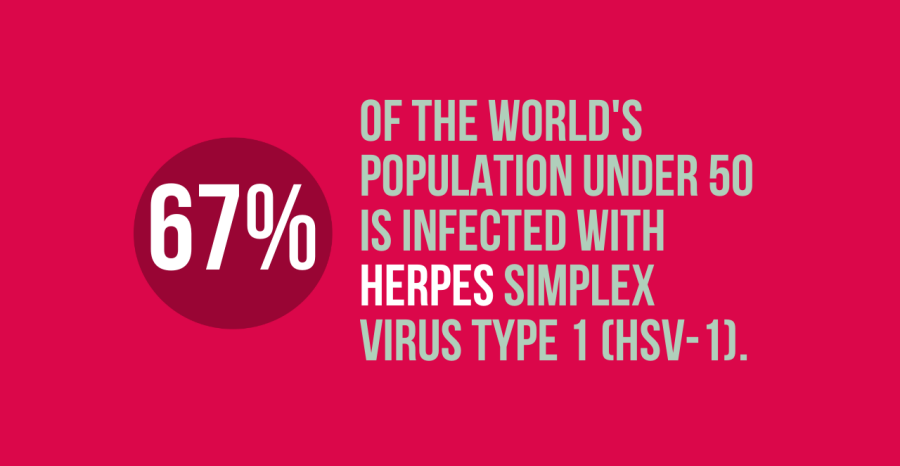 67%
OF THE WORLD'S
POPULATION UNDER 50
IS INFECTED WITH
HERPES SIMPLEX
VIRUS TYPE 1 (HSV-1).